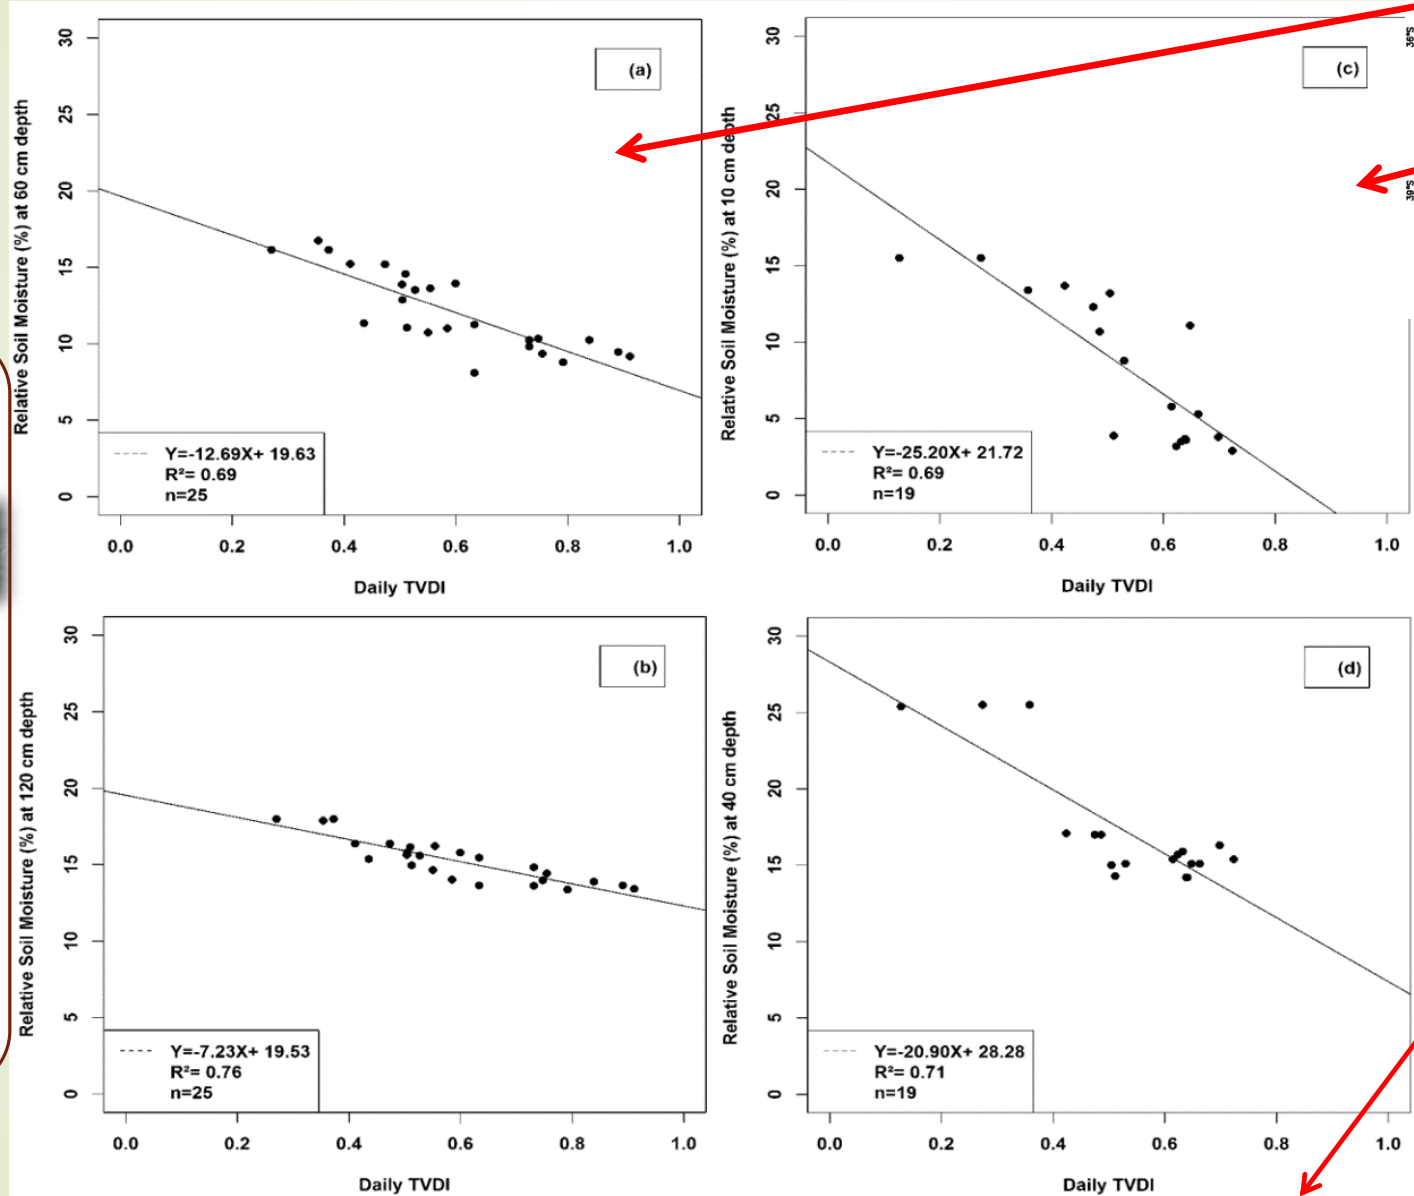 (a)
Relative Soil Moisture (%) at 60 cm depth
30
25
20
15
10
5
0
Y=-12.69X+ 19.63
R²= 0.69
n=25
0.0 0.2 0.4 0.6 0.8 1.0
Daily TVDI
(c)
Relative Soil Moisture (%) at 10 cm depth
30
25
20
15
10
5
0
Y=-25.20X+ 21.72
R²= 0.69
n=19
0.0 0.2 0.4 0.6 0.8 1.0
Daily TVDI
36°S
39°S
(b)
Relative Soil Moisture (%) at 120 cm depth
30
25
20
15
10
5
0
Y=-7.23X+ 19.53
R²= 0.76
n=25
0.0 0.2 0.4 0.6 0.8 1.0
Daily TVDI
(d)
Relative Soil Moisture (%) at 40 cm depth
30
25
20
15
10
5
0
Y=-20.90X+ 28.28
R²= 0.71
n=19
0.0 0.2 0.4 0.6 0.8 1.0
Daily TVDI